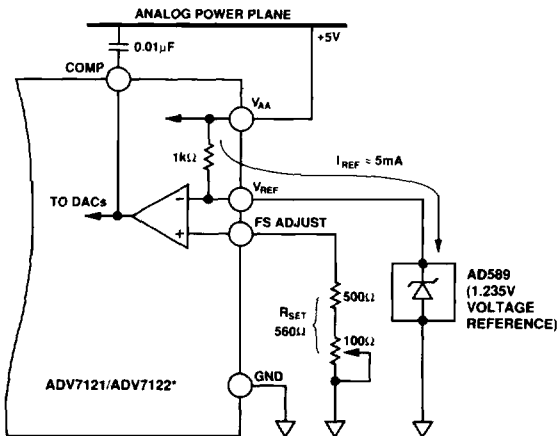 ANALOG POWER PLANE
+5V
0.01µF
COMP
VAA
1kΩ
IREF = 5mA
VREF
TO DACs
−
+
FS ADJUST
AD589
(1.235V
VOLTAGE
REFERENCE)
500Ω
RSET
560Ω
100Ω
GND
ADV7121/ADV7122*